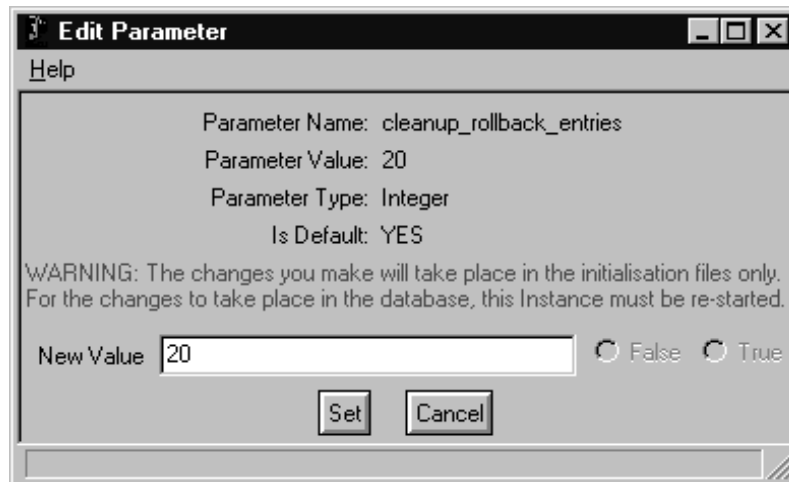 Edit Parameter
Help
Parameter Name: cleanup_rollback_entries
Parameter Value: 20
Parameter Type: Integer
Is Default: YES
WARNING: The changes you make will take place in the initialisation files only.
For the changes to take place in the database, this Instance must be re-started.
New Value 20 False True
Set Cancel